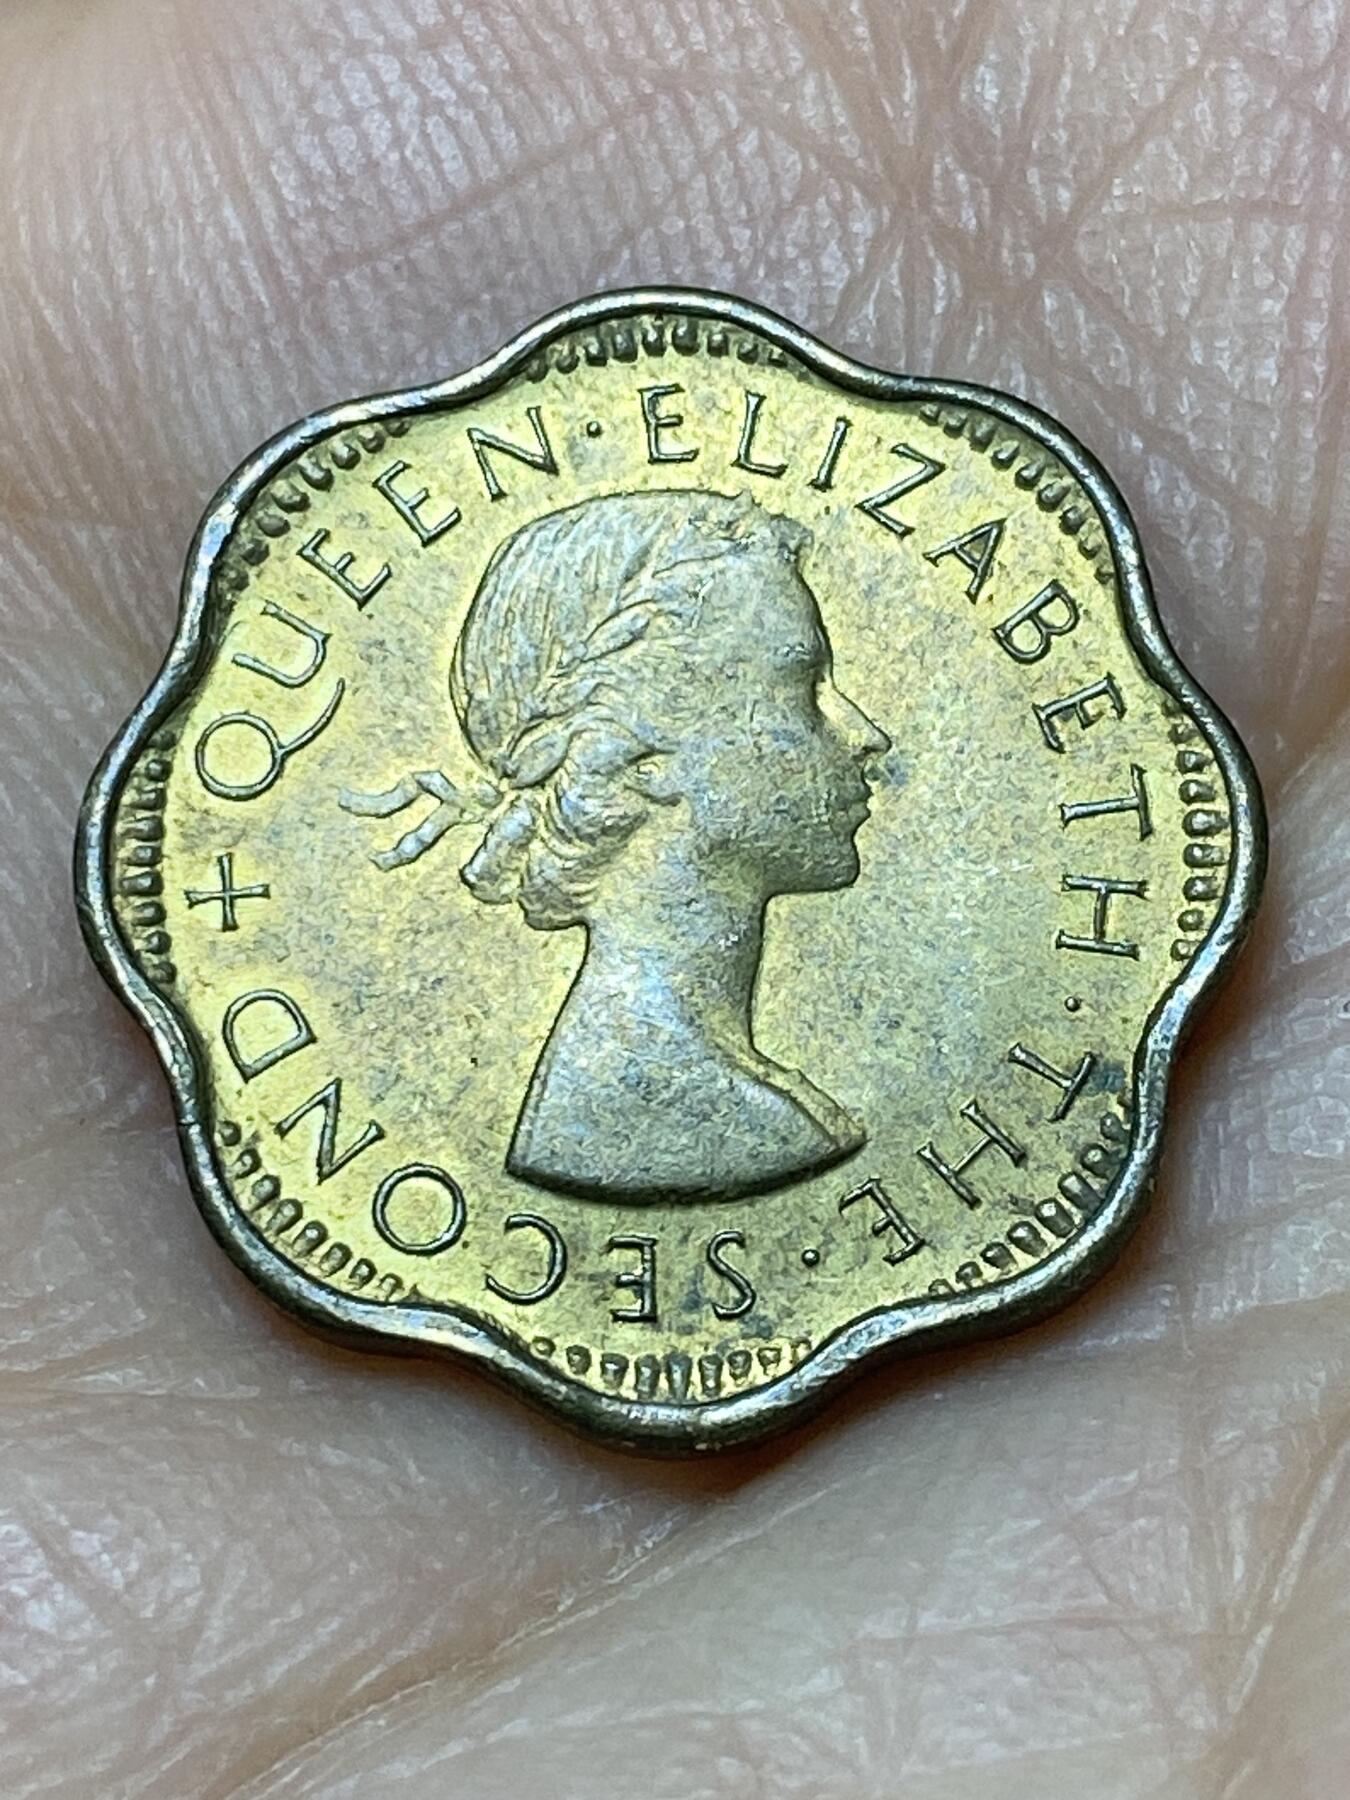 + QUEEN · ELIZABETH · THE · SECOND